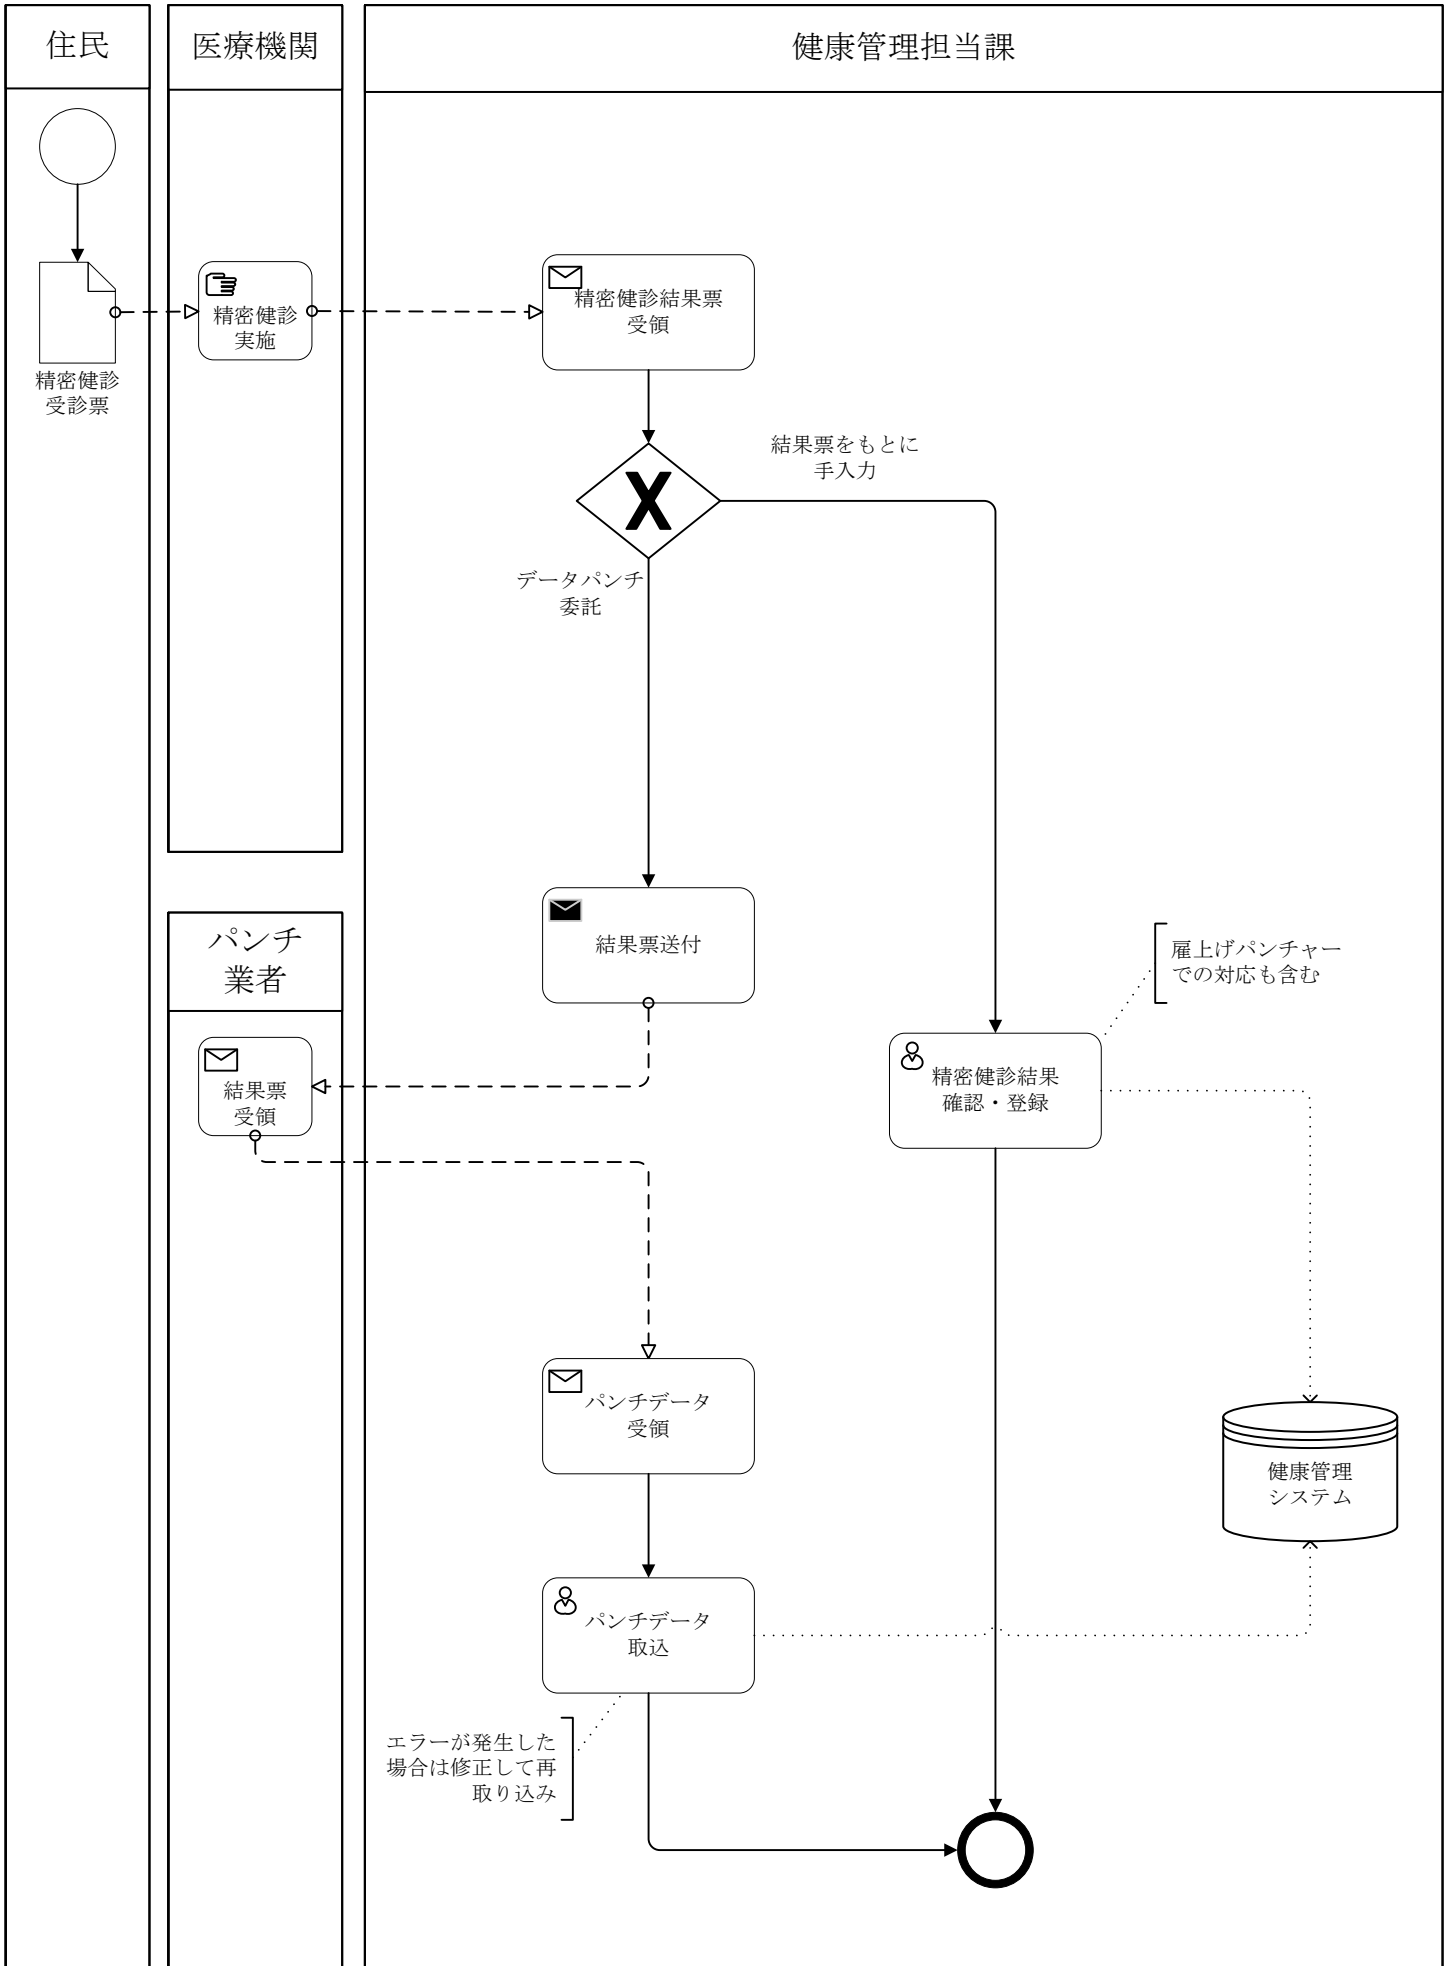 住民
医療機関
健康管理担当課
精密健診
受診票
精密健診
実施
精密健診結果票
受領
結果票をもとに
手入力
X
データパンチ
委託
結果票送付
パンチ
業者
結果票
受領
雇上げパンチャー
での対応も含む
精密健診結果
確認・登録
パンチデータ
受領
健康管理
システム
パンチデータ
取込
エラーが発生した
場合は修正して再
取り込み